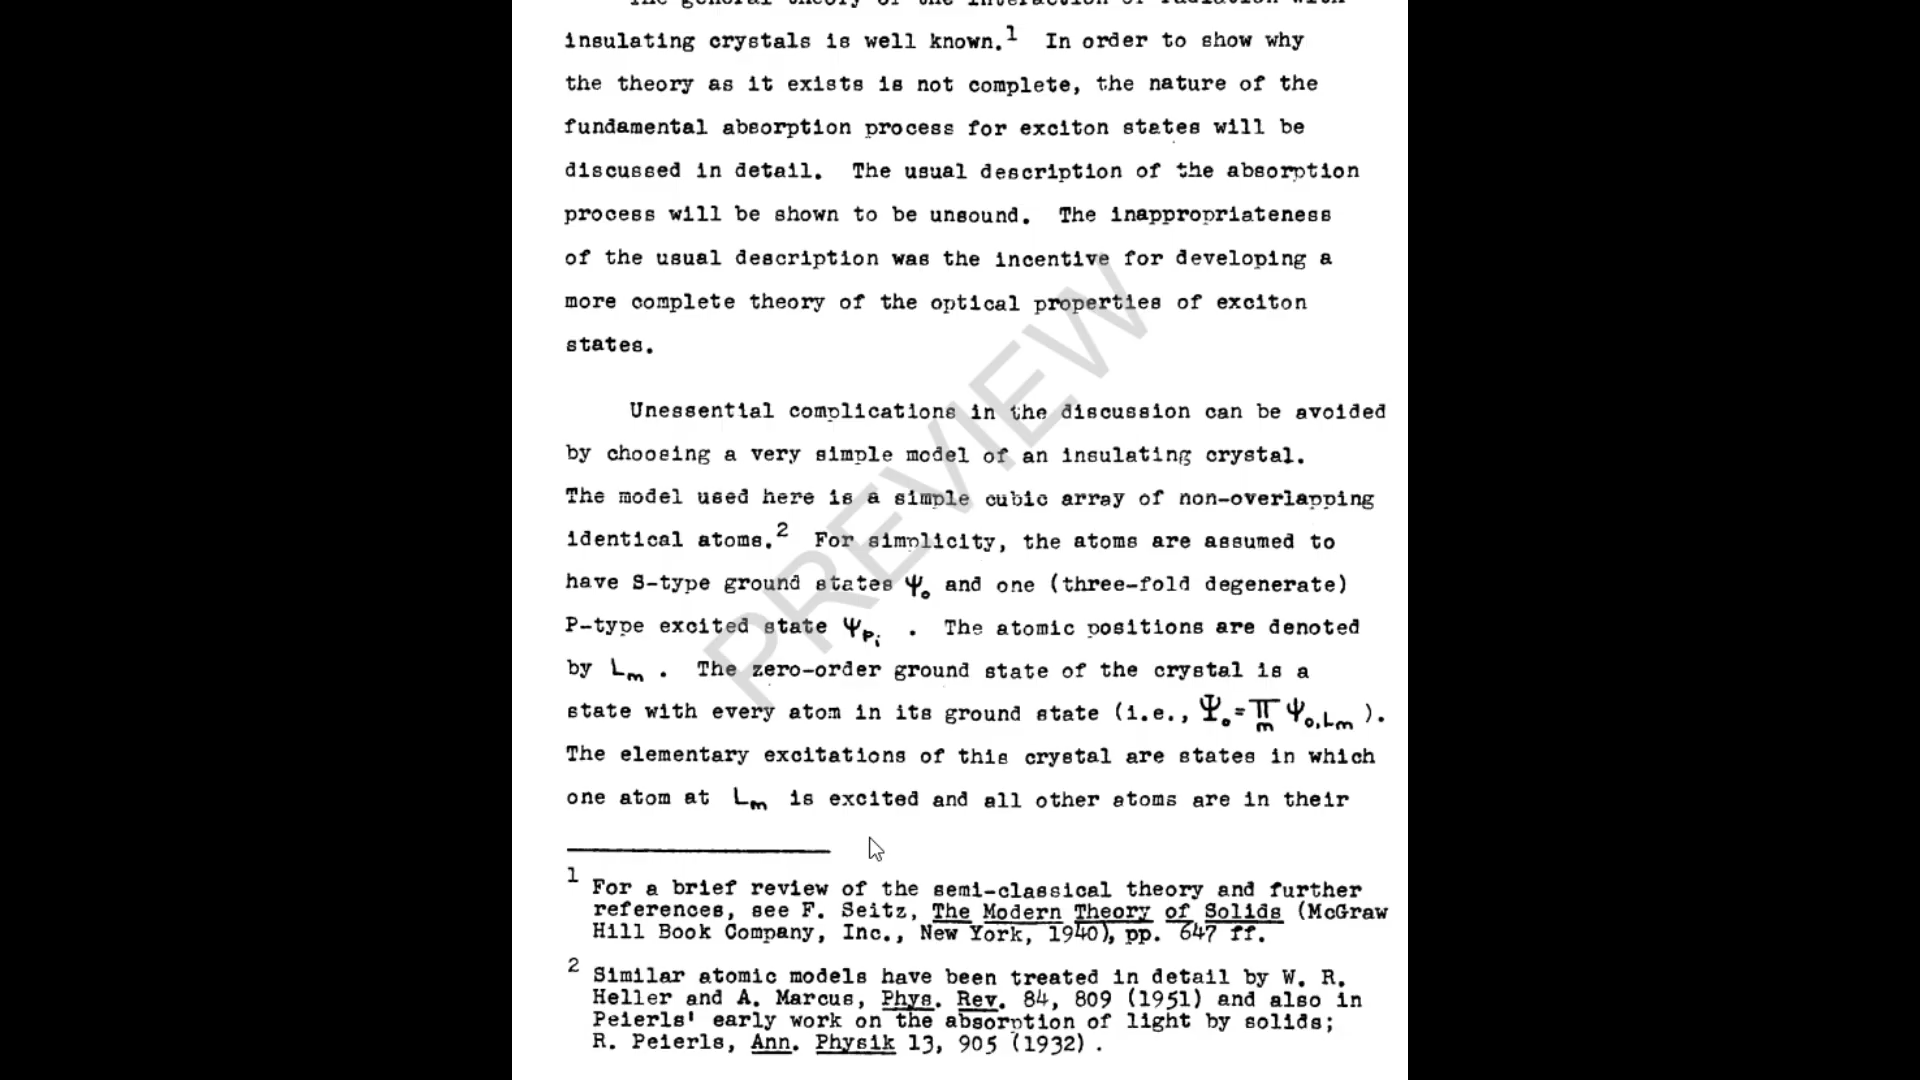 The general theory of the interaction of radiation with
insulating crystals is well known.1 In order to show why
the theory as it exists is not complete, the nature of the
fundamental absorption process for exciton states will be
discussed in detail. The usual description of the absorption
process will be shown to be unsound. The inappropriateness
of the usual description was the incentive for developing a
more complete theory of the optical properties of exciton
states.
Unessential complications in the discussion can be avoided
by choosing a very simple model of an insulating crystal.
The model used here is a simple cubic array of non-overlapping
identical atoms.2 For simplicity, the atoms are assumed to
have S-type ground states Ψ₀ and one (three-fold degenerate)
P-type excited state Ψ_Pi . The atomic positions are denoted
by Lₘ . The zero-order ground state of the crystal is a
state with every atom in its ground state (i.e., Ψ₀=∏ₘ Ψ₀,Lₘ ).
The elementary excitations of this crystal are states in which
one atom at Lₘ is excited and all other atoms are in their
1 For a brief review of the semi-classical theory and further
references, see F. Seitz, The Modern Theory of Solids (McGraw
Hill Book Company, Inc., New York, 1940), pp. 647 ff.
2 Similar atomic models have been treated in detail by W. R.
Heller and A. Marcus, Phys. Rev. 84, 809 (1951) and also in
Peierls' early work on the absorption of light by solids;
R. Peierls, Ann. Physik 13, 905 (1932) .
PREVIEW